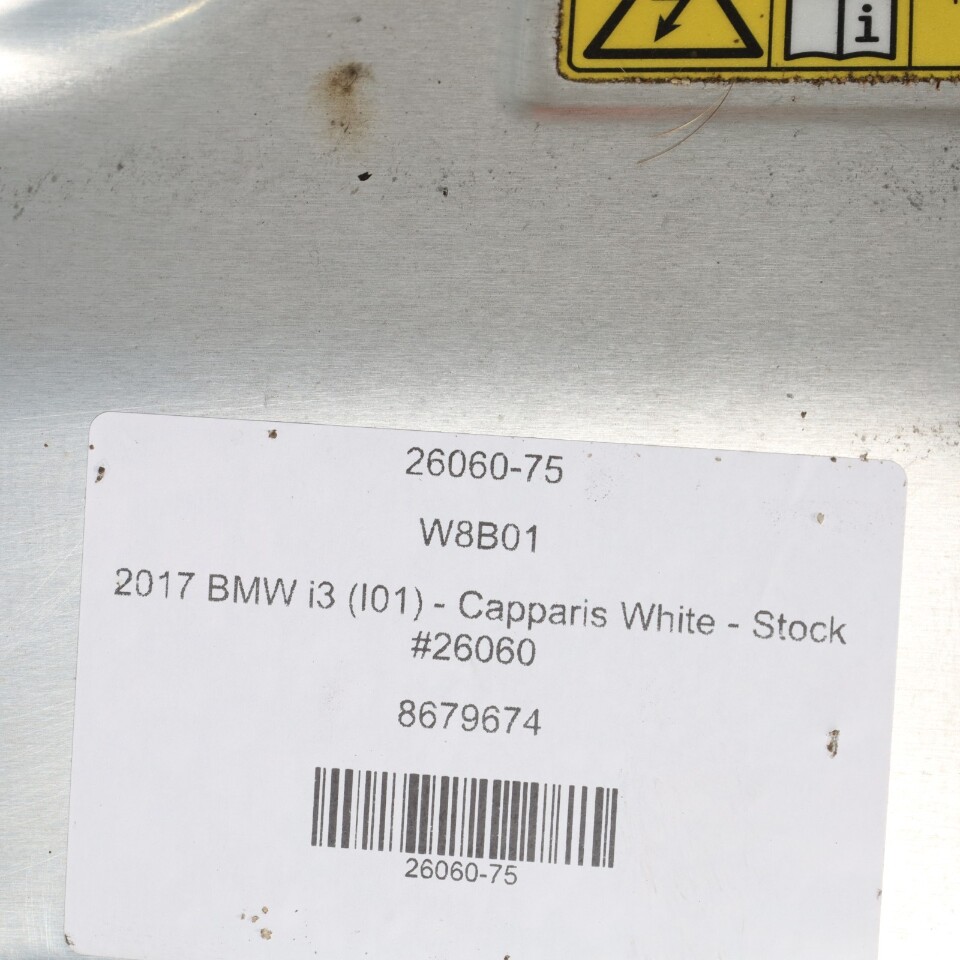 i
26060-75
W8B01
2017 BMW i3 (I01) - Capparis White - Stock
#26060
8679674
26060-75